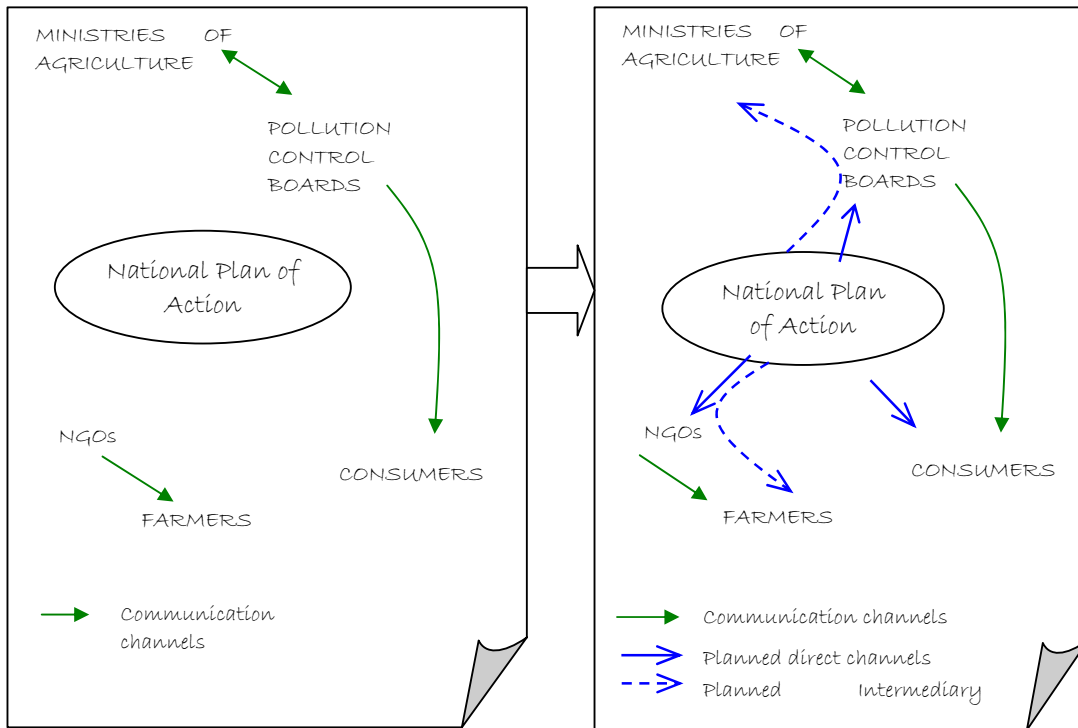 MINISTRIES OF
AGRICULTURE
POLLUTION
CONTROL
BOARDS
National Plan of
Action
NGOs
CONSUMERS
FARMERS
Communication
channels
MINISTRIES OF
AGRICULTURE
POLLUTION
CONTROL
BOARDS
National Plan
of Action
NGOs
CONSUMERS
FARMERS
Communication channels
Planned direct channels
Planned Intermediary